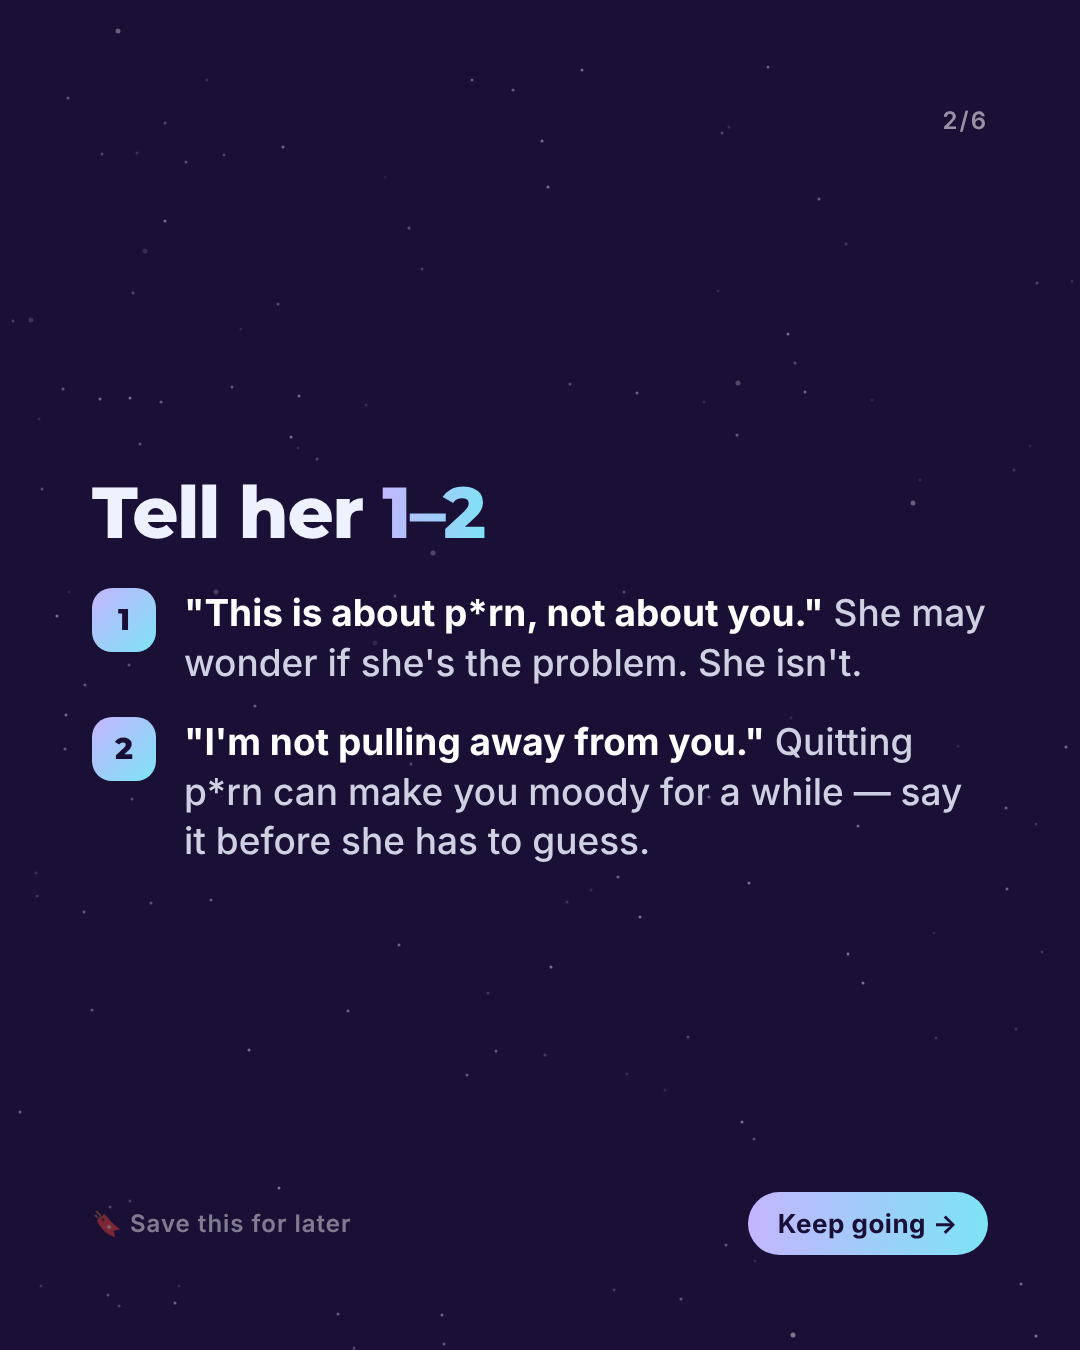 2/6
Tell her 1–2
1
"This is about p*rn, not about you." She may
wonder if she's the problem. She isn't.
2
"I'm not pulling away from you." Quitting
p*rn can make you moody for a while — say
it before she has to guess.
🔖 Save this for later
Keep going →